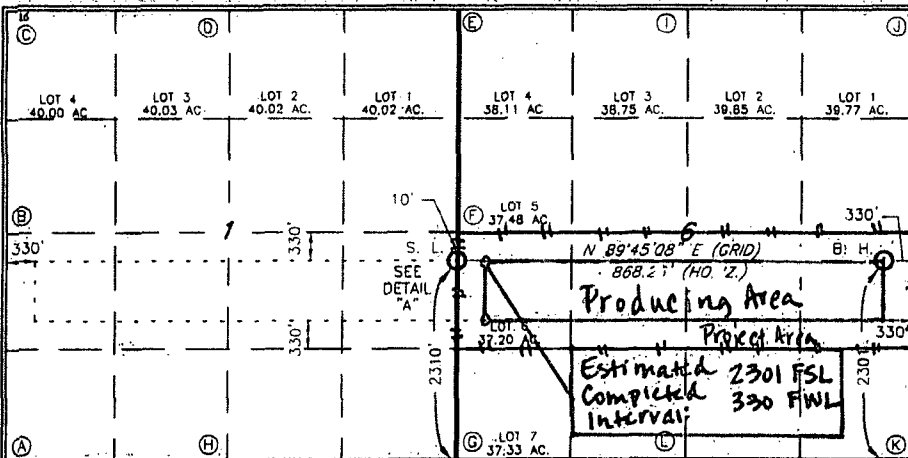 16
C D E I J
LOT 4 LOT 3 LOT 2 LOT 1 LOT 4 LOT 3 LOT 2 LOT 1
40.00 AC 40.03 AC. 40.02 AC. 40.02 AC. 38.11 AC. 38.75 AC. 39.85 AC. 39.77 AC.
10' LOT 5
B F 37.48 AC. 330'
330' 1 330' S. L. N 89°45'08" E (GRID) 6 B. H.
SEE
DETAIL
"A"
(HO Z.)
Producing Area
LOT 6
37.20 AC
Project Area 330'
330' 2310' 2301'
Estimated 2301 FSL
Completed 330 FWL
Interval:
A H G LOT 7 L K
37.33 AC.